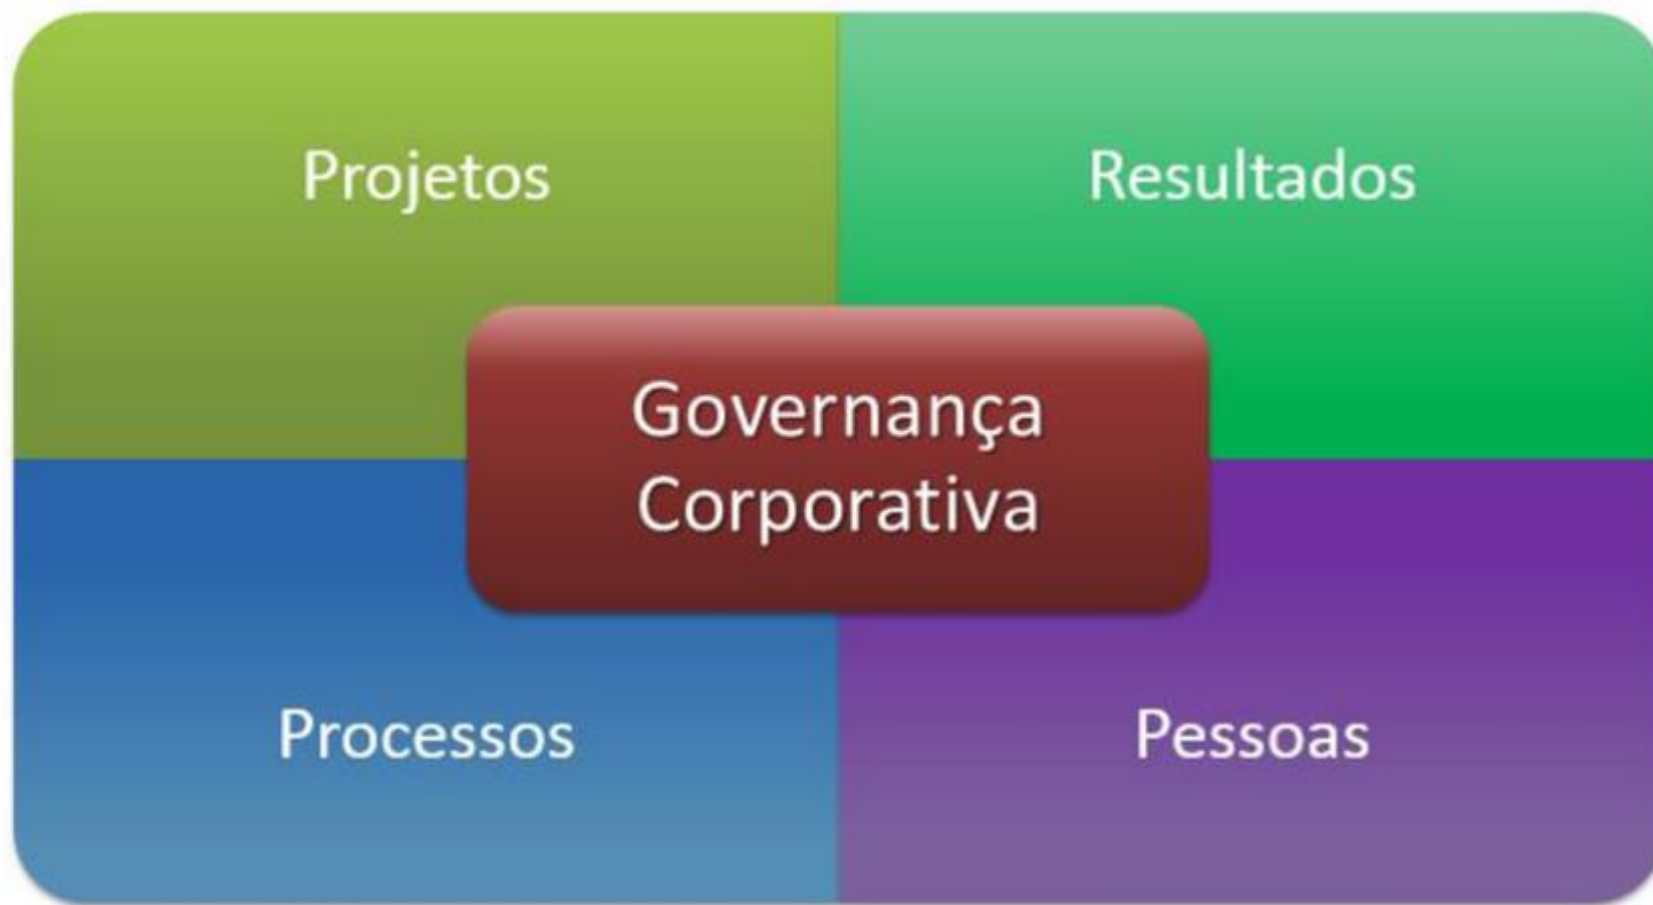 Projetos
Resultados
Governança
Corporativa
Processos
Pessoas